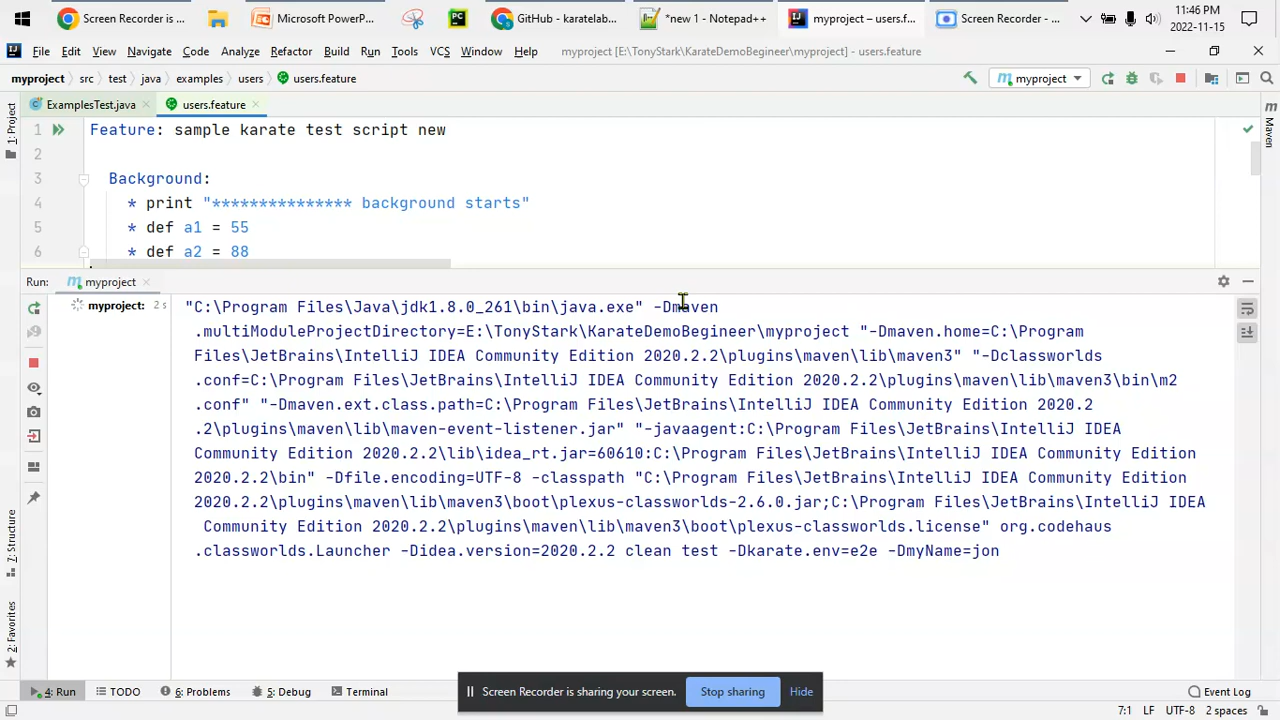 Screen Recorder is ...
Microsoft PowerP...
GitHub - karatelab...
*new 1 - Notepad++
myproject – users.f...
Screen Recorder - ...
11:46 PM
2022-11-15
File Edit View Navigate Code Analyze Refactor Build Run Tools VCS Window Help myproject [E:\TonyStark\KarateDemoBegineer\myproject] - users.feature
myproject src test java examples users users.feature
myproject
ExamplesTest.java users.feature
1 Feature: sample karate test script new
2
3 Background:
4 * print "*************** background starts"
5 * def a1 = 55
6 * def a2 = 88
Run: myproject
myproject: 2 s
"C:\Program Files\Java\jdk1.8.0_261\bin\java.exe" -Dmaven
.multiModuleProjectDirectory=E:\TonyStark\KarateDemoBegineer\myproject "-Dmaven.home=C:\Program
Files\JetBrains\IntelliJ IDEA Community Edition 2020.2.2\plugins\maven\lib\maven3" "-Dclassworlds
.conf=C:\Program Files\JetBrains\IntelliJ IDEA Community Edition 2020.2.2\plugins\maven\lib\maven3\bin\m2
.conf" "-Dmaven.ext.class.path=C:\Program Files\JetBrains\IntelliJ IDEA Community Edition 2020.2
.2\plugins\maven\lib\maven-event-listener.jar" "-javaagent:C:\Program Files\JetBrains\IntelliJ IDEA
Community Edition 2020.2.2\lib\idea_rt.jar=60610:C:\Program Files\JetBrains\IntelliJ IDEA Community Edition
2020.2.2\bin" -Dfile.encoding=UTF-8 -classpath "C:\Program Files\JetBrains\IntelliJ IDEA Community Edition
2020.2.2\plugins\maven\lib\maven3\boot\plexus-classworlds-2.6.0.jar;C:\Program Files\JetBrains\IntelliJ IDEA
Community Edition 2020.2.2\plugins\maven\lib\maven3\boot\plexus-classworlds.license" org.codehaus
.classworlds.Launcher -Didea.version=2020.2.2 clean test -Dkarate.env=e2e -DmyName=jon
1: Project
7: Structure
2: Favorites
Maven
Screen Recorder is sharing your screen. Stop sharing Hide
4: Run TODO 6: Problems 5: Debug Terminal Event Log
7:1 LF UTF-8 2 spaces